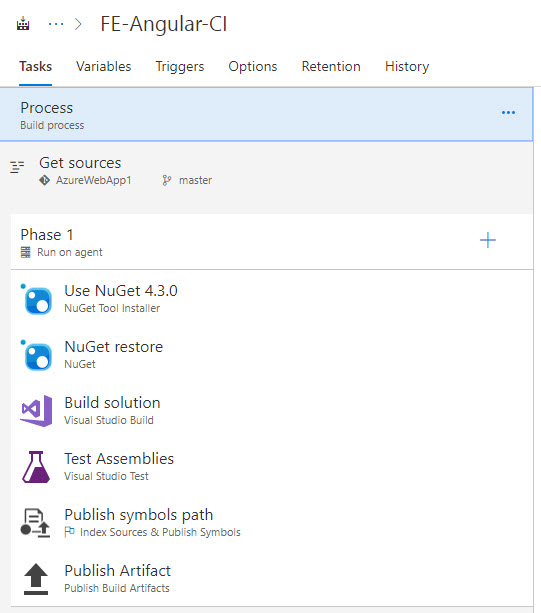 FE-Angular-CI
Tasks Variables Triggers Options Retention History
Process
Build process
Get sources
AzureWebApp1 master
Phase 1
Run on agent
Use NuGet 4.3.0
NuGet Tool Installer
NuGet restore
NuGet
Build solution
Visual Studio Build
Test Assemblies
Visual Studio Test
Publish symbols path
Index Sources & Publish Symbols
Publish Artifact
Publish Build Artifacts